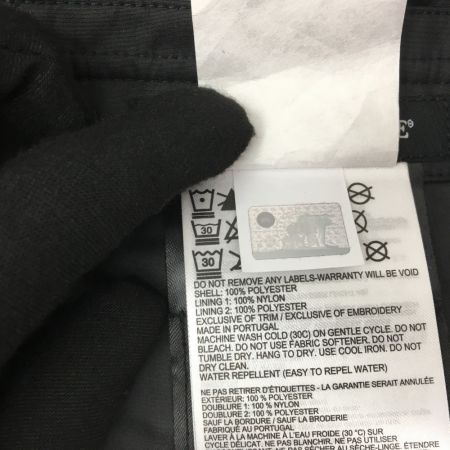 E®
30
30
DO NOT REMOVE ANY LABELS-WARRANTY WILL BE VOID
SHELL: 100% POLYESTER
LINING 1: 100% NYLON
LINING 2: 100% POLYESTER
EXCLUSIVE OF TRIM / EXCLUSIVE OF EMBROIDERY
MADE IN PORTUGAL
MACHINE WASH COLD (30C) ON GENTLE CYCLE. DO NOT
BLEACH. DO NOT USE FABRIC SOFTENER. DO NOT
TUMBLE DRY. HANG TO DRY. USE COOL IRON. DO NOT
DRY CLEAN.
WATER REPELLENT (EASY TO REPEL WATER)
NE PAS RETIRER D'ÉTIQUETTES - LA GARANTIE SERAIT ANNULÉE
EXTÉRIEUR: 100% POLYESTER
DOUBLURE 1: 100% NYLON
DOUBLURE 2: 100% POLYESTER
SAUF LA BORDURE / SAUF LA BRODERIE
FABRIQUÉ AU PORTUGAL
LAVER À LA MACHINE À L'EAU FROIDE (30 °C) SUR
CYCLE DÉLICAT. NE PAS BLANCHIR. NE PAS UTILISER